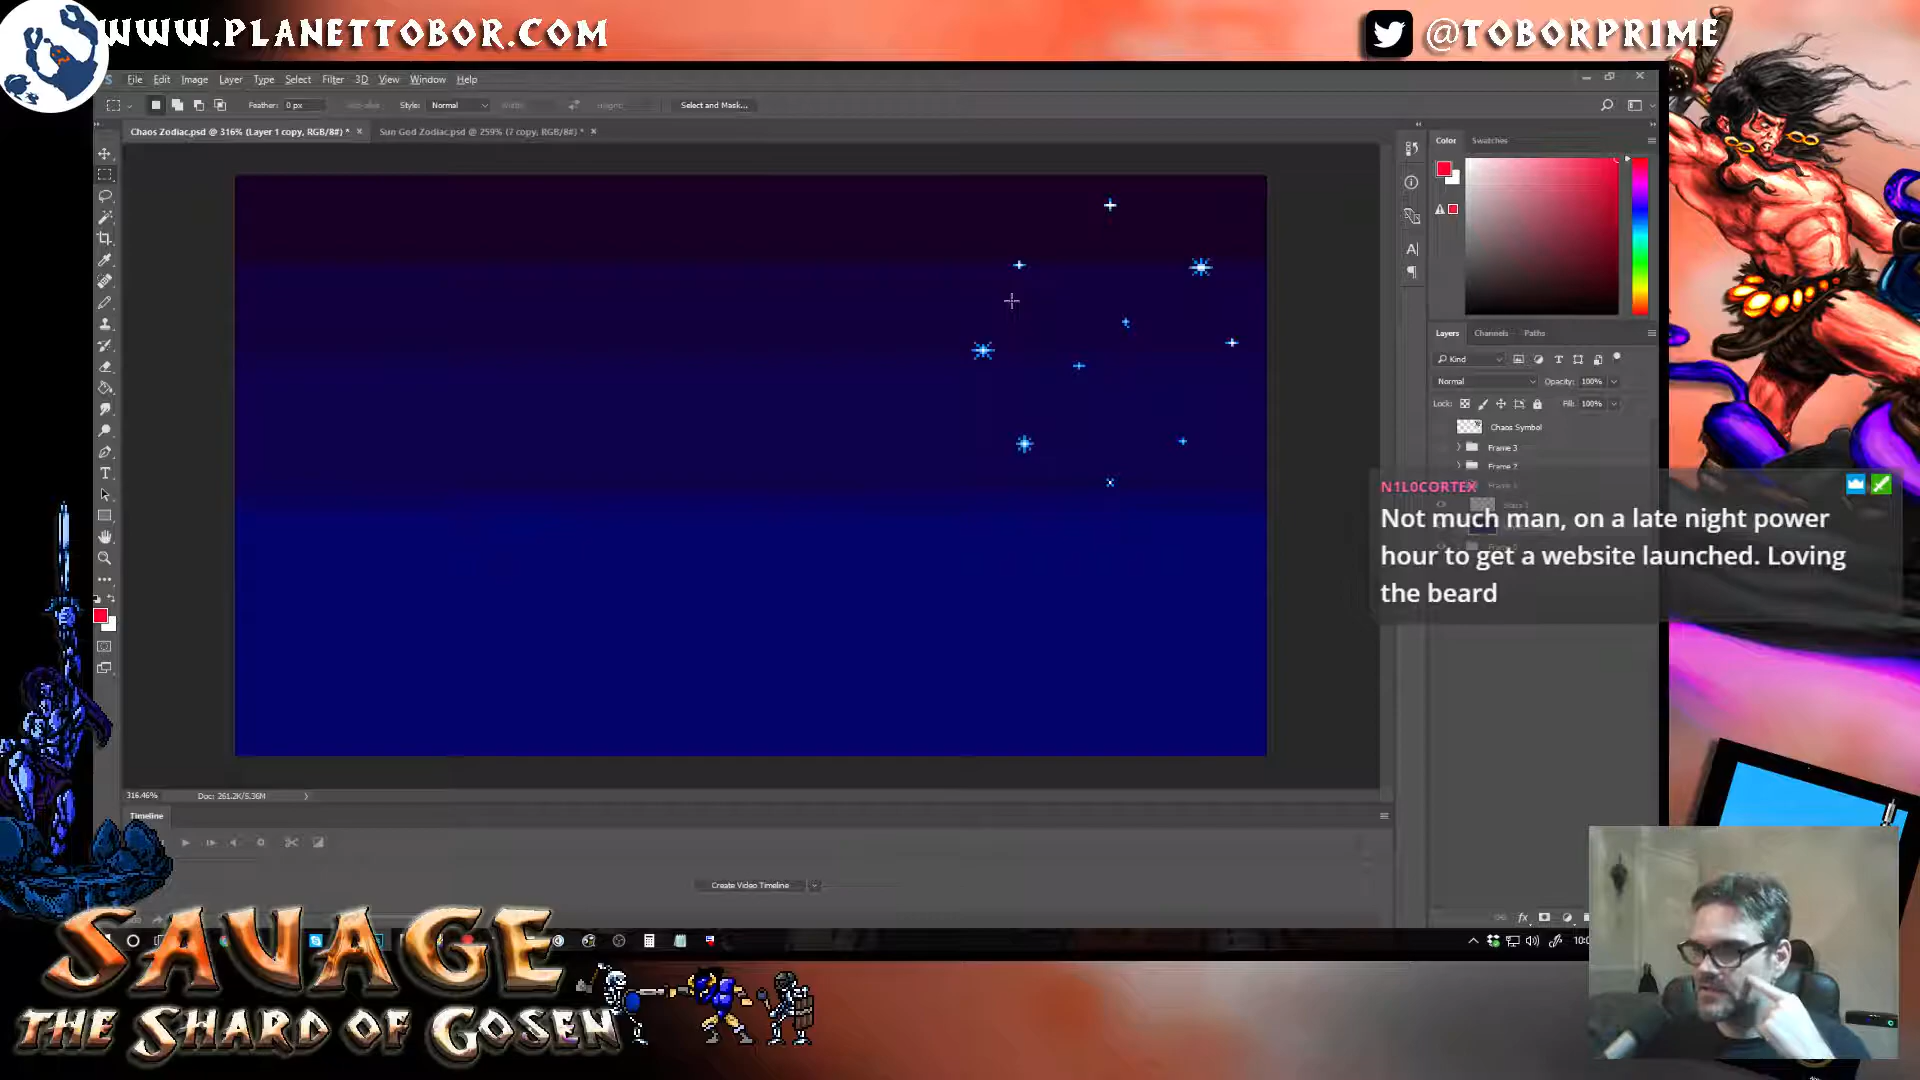 WWW.PLANETTOBOR.COM
@TOBORPRIME
File Edit Image Layer Type Select Filter 3D View Window Help
Feather: 0 px Style: Normal Select and Mask...
Chaos Zodiac.psd @ 316% (Layer 1 copy, RGB/8#) * × Sun God Zodiac.psd @ 259% (7 copy, RGB/8#) * ×
Color Swatches
Layers Channels Paths
Kind
Normal Opacity: 100%
Lock: Fill: 100%
Chaos Symbol
Frame 3
Frame 2
N1L0CORTEX
Not much man, on a late night power
hour to get a website launched. Loving
the beard
316.46% Doc: 261.2K/5.36M
Timeline
Create Video Timeline
SAVAGE
THE SHARD OF GOSEN